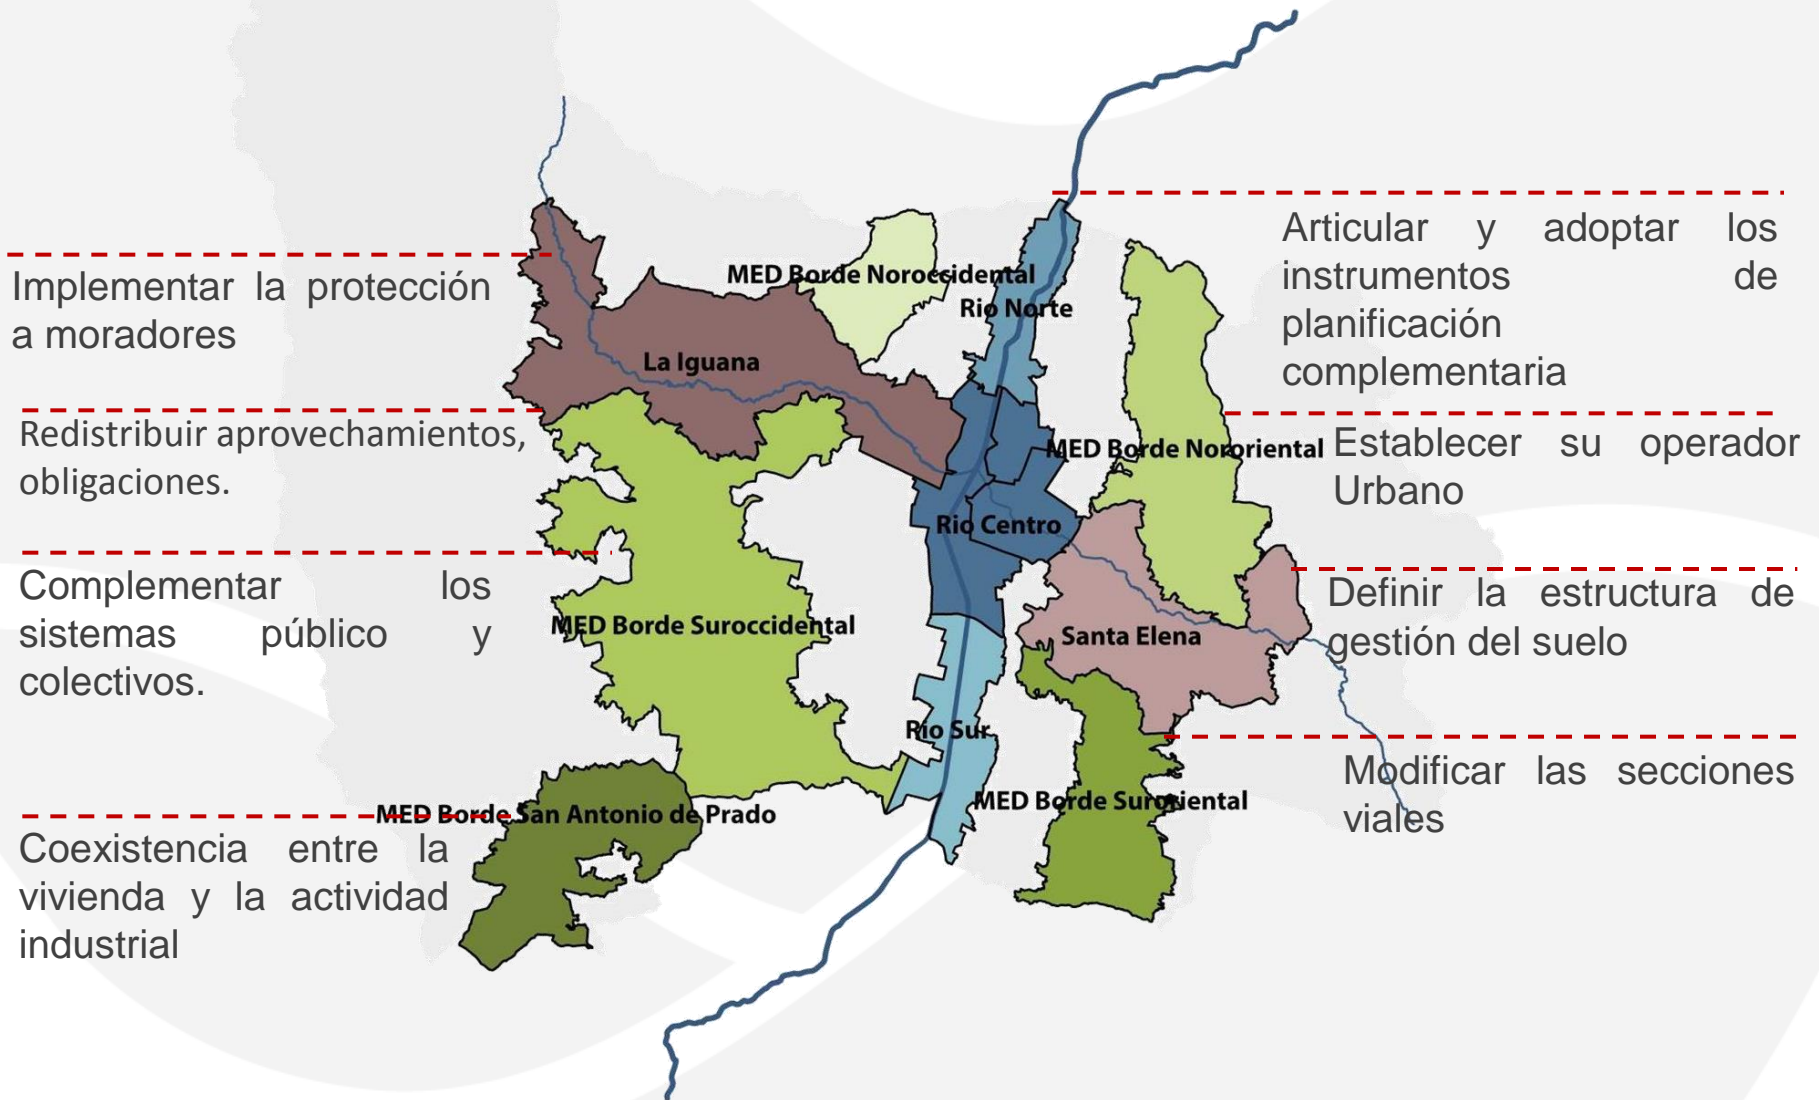 Implementar la protección
a moradores
Redistribuir aprovechamientos,
obligaciones.
Complementar los
sistemas público y
colectivos.
Coexistencia entre la
vivienda y la actividad
industrial
MED Borde Noroccidental
Rio Norte
La Iguana
MED Borde Nororiental
Rio Centro
MED Borde Suroccidental
Santa Elena
Rio Sur
MED Borde Suroriental
MED Borde San Antonio de Prado
Articular y adoptar los
instrumentos de
planificación
complementaria
Establecer su operador
Urbano
Definir la estructura de
gestión del suelo
Modificar las secciones
viales